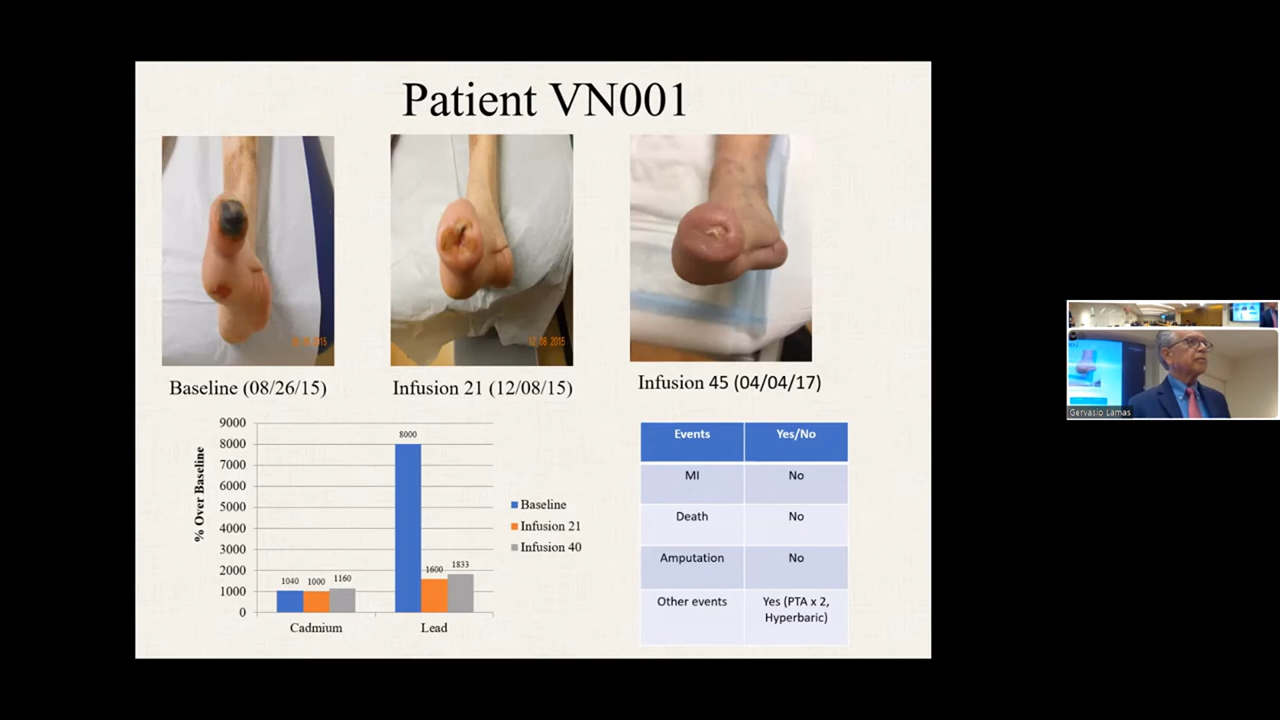 Patient VN001
12 08 2015
Baseline (08/26/15)
Infusion 21 (12/08/15)
Infusion 45 (04/04/17)
% Over Baseline
9000
8000
7000
6000
5000
4000
3000
2000
1000
0
1040
1000
1160
8000
1600
1833
Cadmium
Lead
Baseline
Infusion 21
Infusion 40
Events Yes/No
MI No
Death No
Amputation No
Other events Yes (PTA x 2,
Hyperbaric)
Gervasio Lamas